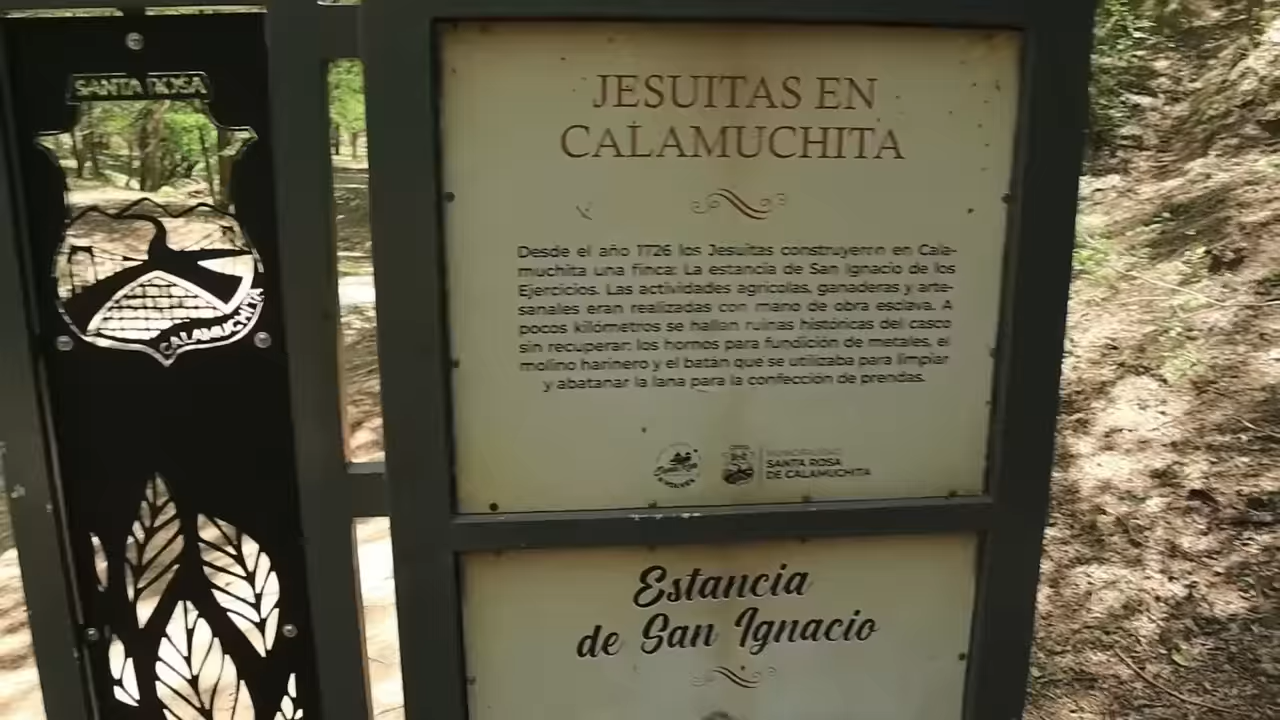 SANTA ROSA
CALAMUCHITA
JESUITAS EN
CALAMUCHITA
Desde el año 1726 los Jesuitas construyeron en Cala-
muchita una finca: La estancia de San Ignacio de los
Ejercicios. Las actividades agrícolas, ganaderas y arte-
sanales eran realizadas con mano de obra esclava. A
pocos kilómetros se hallan ruinas históricas del casco
sin recuperar: los hornos para fundición de metales, el
molino harinero y el batán que se utilizaba para limpiar
y abatanar la lana para la confección de prendas.
MUNICIPALIDAD
SANTA ROSA
DE CALAMUCHITA
Estancia
de San Ignacio